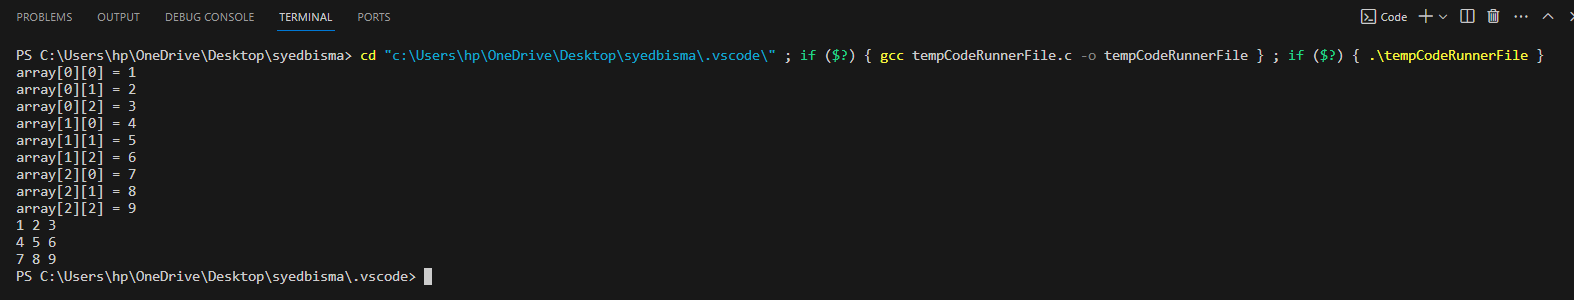 PROBLEMS OUTPUT DEBUG CONSOLE TERMINAL PORTS Code
PS C:\Users\hp\OneDrive\Desktop\syedbisma> cd "c:\Users\hp\OneDrive\Desktop\syedbisma\.vscode\" ; if ($?) { gcc tempCodeRunnerFile.c -o tempCodeRunnerFile } ; if ($?) { .\tempCodeRunnerFile }
array[0][0] = 1
array[0][1] = 2
array[0][2] = 3
array[1][0] = 4
array[1][1] = 5
array[1][2] = 6
array[2][0] = 7
array[2][1] = 8
array[2][2] = 9
1 2 3
4 5 6
7 8 9
PS C:\Users\hp\OneDrive\Desktop\syedbisma\.vscode>